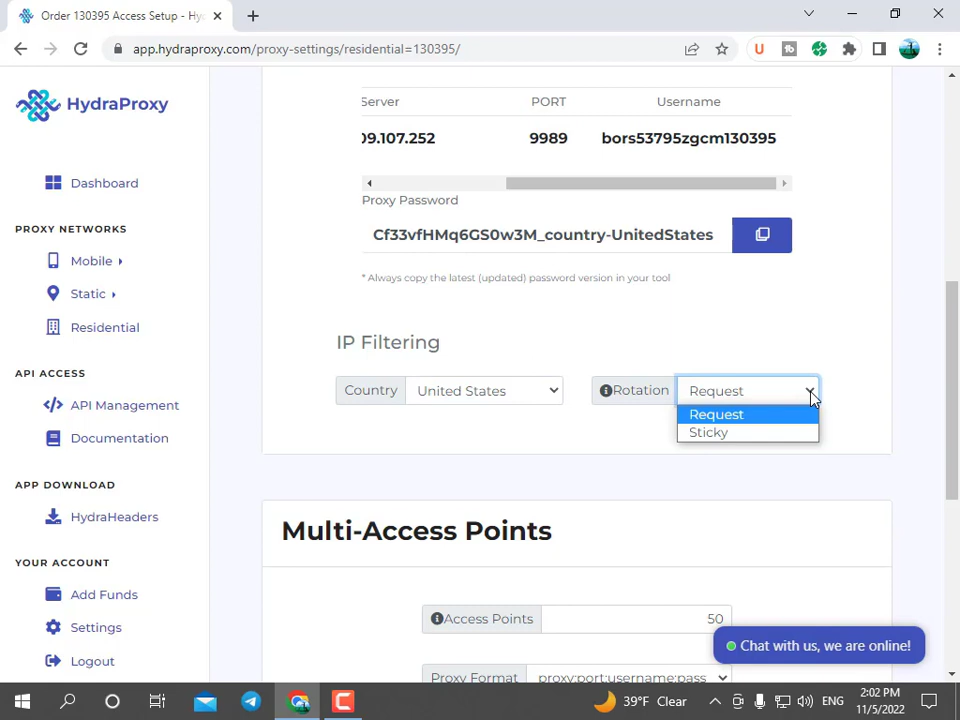 Order 130395 Access Setup - Hy
app.hydraproxy.com/proxy-settings/residential=130395/
HydraProxy
Dashboard
PROXY NETWORKS
Mobile
Static
Residential
API ACCESS
API Management
Documentation
APP DOWNLOAD
HydraHeaders
YOUR ACCOUNT
Add Funds
Settings
Logout
Server PORT Username
09.107.252 9989 bors53795zgcm130395
Proxy Password
Cf33vfHMq6GS0w3M_country-UnitedStates
* Always copy the latest (updated) password version in your tool
IP Filtering
Country United States Rotation Request
Request
Sticky
Multi-Access Points
Access Points 50
Proxy Format proxy:port:username:pass
Chat with us, we are online!
39°F Clear
ENG
2:02 PM
11/5/2022